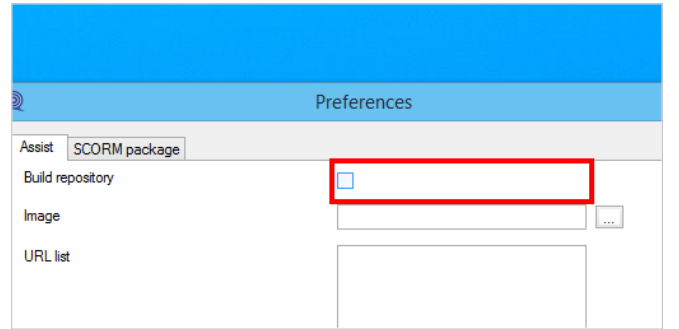 Preferences
Assist SCORM package
Build repository
Image
...
URL list